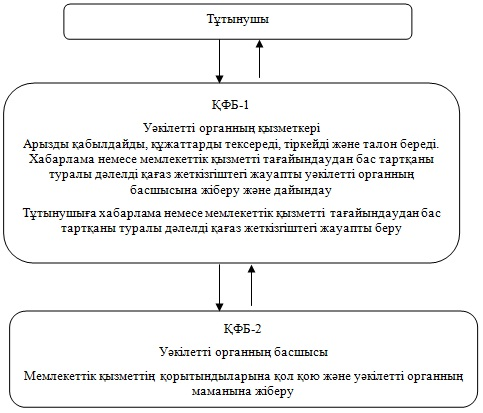 Тұтынушы
ҚФБ-1
Уәкілетті органның қызметкері
Арызды қабылдайды, құжаттарды тексереді, тіркейді және талон береді.
Хабарлама немесе мемлекеттік қызметті тағайындаудан бас тартқаны
туралы дәлелді қағаз жеткізгіштегі жауапты уәкілетті органның
басшысына жіберу және дайындау
Тұтынушыға хабарлама немесе мемлекеттік қызметті тағайындаудан бас
тартқаны туралы дәлелді қағаз жеткізгіштегі жауапты беру
ҚФБ-2
Уәкілетті органның басшысы
Мемлекеттік қызметтің қорытындыларына қол қою және уәкілетті органның
маманына жіберу